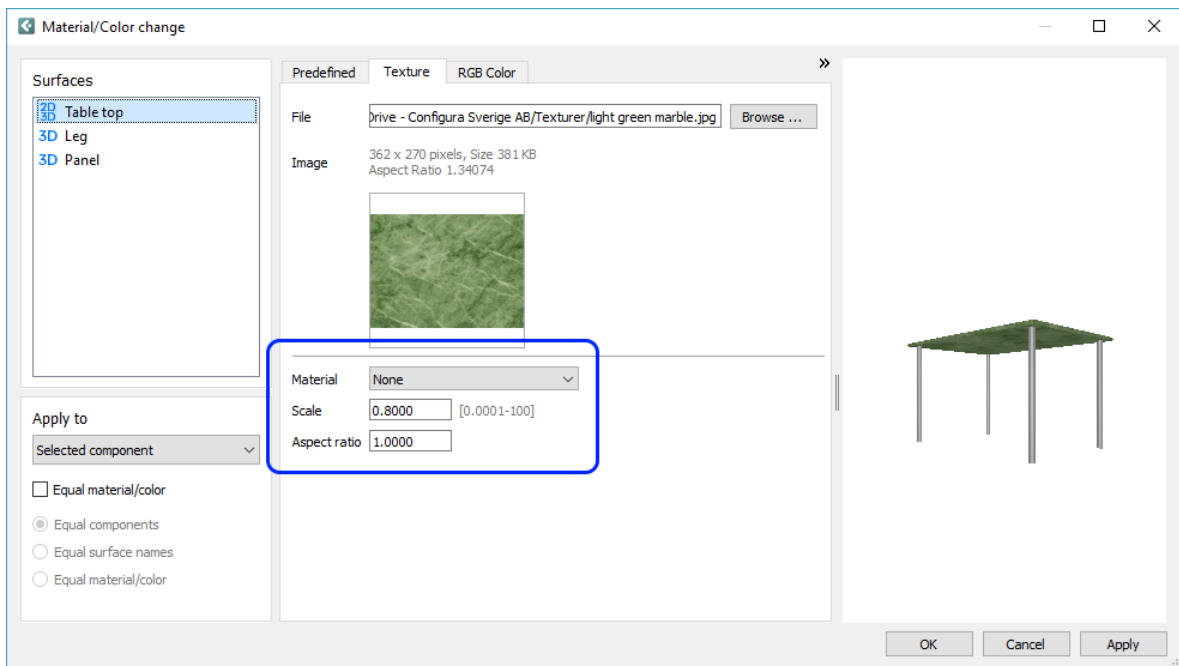 Material/Color change
Surfaces
2D
3D Table top
3D Leg
3D Panel
Apply to
Selected component
Equal material/color
Equal components
Equal surface names
Equal material/color
Predefined Texture RGB Color »
File Drive - Configura Sverige AB/Texturer/light green marble.jpg Browse ...
Image 362 x 270 pixels, Size 381 KB
Aspect Ratio 1.34074
Material None
Scale 0.8000 [0.0001-100]
Aspect ratio 1.0000
OK Cancel Apply